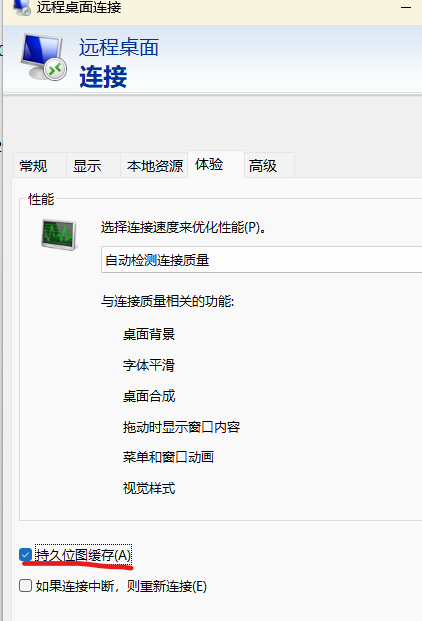 远程桌面连接
远程桌面
连接
常规 显示 本地资源 体验 高级
性能
选择连接速度来优化性能(P)。
自动检测连接质量
与连接质量相关的功能:
桌面背景
字体平滑
桌面合成
拖动时显示窗口内容
菜单和窗口动画
视觉样式
持久位图缓存(A)
如果连接中断，则重新连接(E)